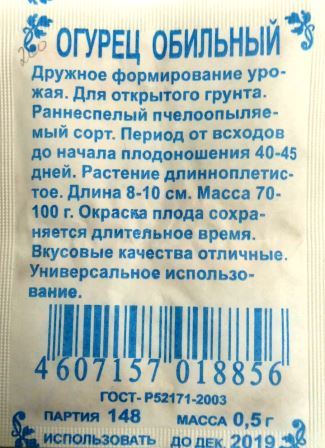 ОГУРЕЦ ОБИЛЬНЫЙ
Дружное формирование уро-
жая. Для открытого грунта.
Раннеспелый пчелоопыляе-
мый сорт. Период от всходов
до начала плодоношения 40-45
дней. Растение длинноплетис-
тое. Длина 8-10 см. Масса 70-
100 г. Окраска плода сохра-
няется длительное время.
Вкусовые качества отличные.
Универсальное использо-
вание.
4607157018856
ГОСТ- Р52171-2003
ПАРТИЯ 148 МАССА 0,5 г
ИСПОЛЬЗОВАТЬ ДО ДЕК 2019